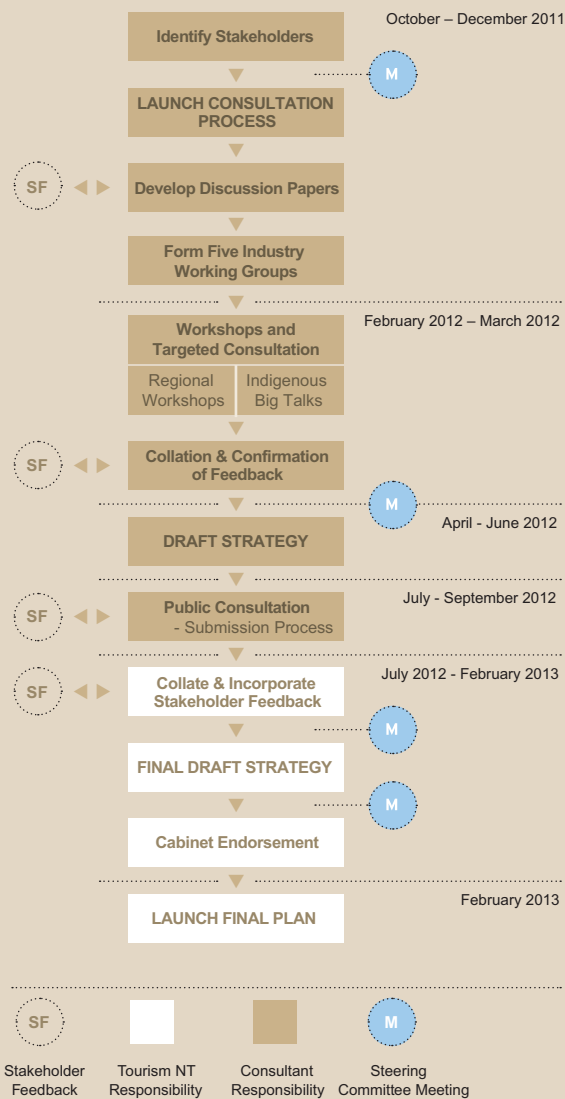 October – December 2011
Identify Stakeholders
M
LAUNCH CONSULTATION
PROCESS
SF
Develop Discussion Papers
Form Five Industry
Working Groups
February 2012 – March 2012
Workshops and
Targeted Consultation
Regional
Workshops
Indigenous
Big Talks
SF
Collation & Confirmation
of Feedback
M
April - June 2012
DRAFT STRATEGY
July - September 2012
SF
Public Consultation
- Submission Process
July 2012 - February 2013
SF
Collate & Incorporate
Stakeholder Feedback
M
FINAL DRAFT STRATEGY
M
Cabinet Endorsement
February 2013
LAUNCH FINAL PLAN
SF
Stakeholder
Feedback
Tourism NT
Responsibility
Consultant
Responsibility
M
Steering
Committee Meeting